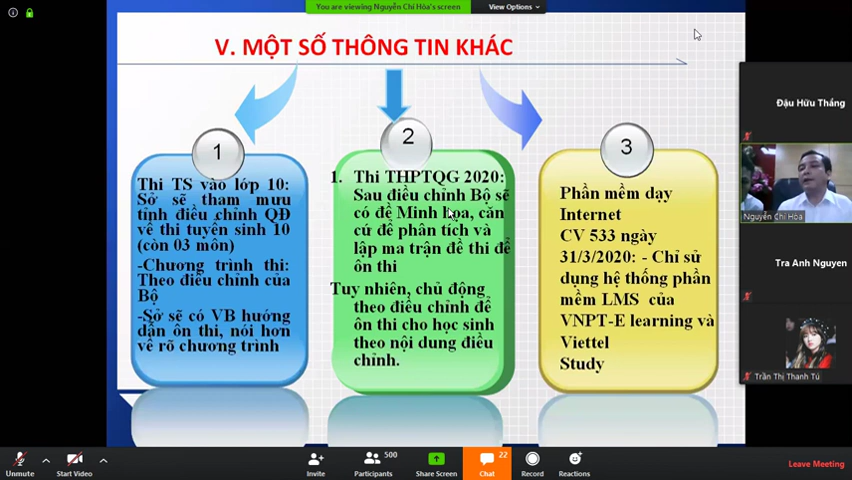 You are viewing Nguyễn Chi Hòa's screen
View Options
V. MỘT SỐ THÔNG TIN KHÁC
1
Thi TS vào lớp 10:
Sở sẽ tham mưu
tỉnh điều chỉnh QĐ
về thi tuyển sinh 10
(còn 03 môn)
-Chương trình thi:
Theo điều chỉnh của
Bộ
-Sở sẽ có VB hướng
dẫn ôn thi, nói hơn
về rõ chương trình
2
1. Thi THPTQG 2020:
Sau điều chỉnh Bộ sẽ
có đề Minh họa, căn
cứ để phân tích và
lập ma trận đề thi để
ôn thi
Tuy nhiên, chủ động
theo điều chỉnh để
ôn thi cho học sinh
theo nội dung điều
chỉnh.
3
Phần mềm dạy
Internet
CV 533 ngày
31/3/2020: - Chỉ sử
dụng hệ thống phần
mềm LMS của
VNPT-E learning và
Viettel
Study
Đậu Hữu Thắng
Nguyễn Chi Hòa
Tra Anh Nguyen
Trần Thị Thanh Tú
Unmute
Start Video
Invite
500
Participants
Share Screen
22
Chat
Record
Reactions
Leave Meeting